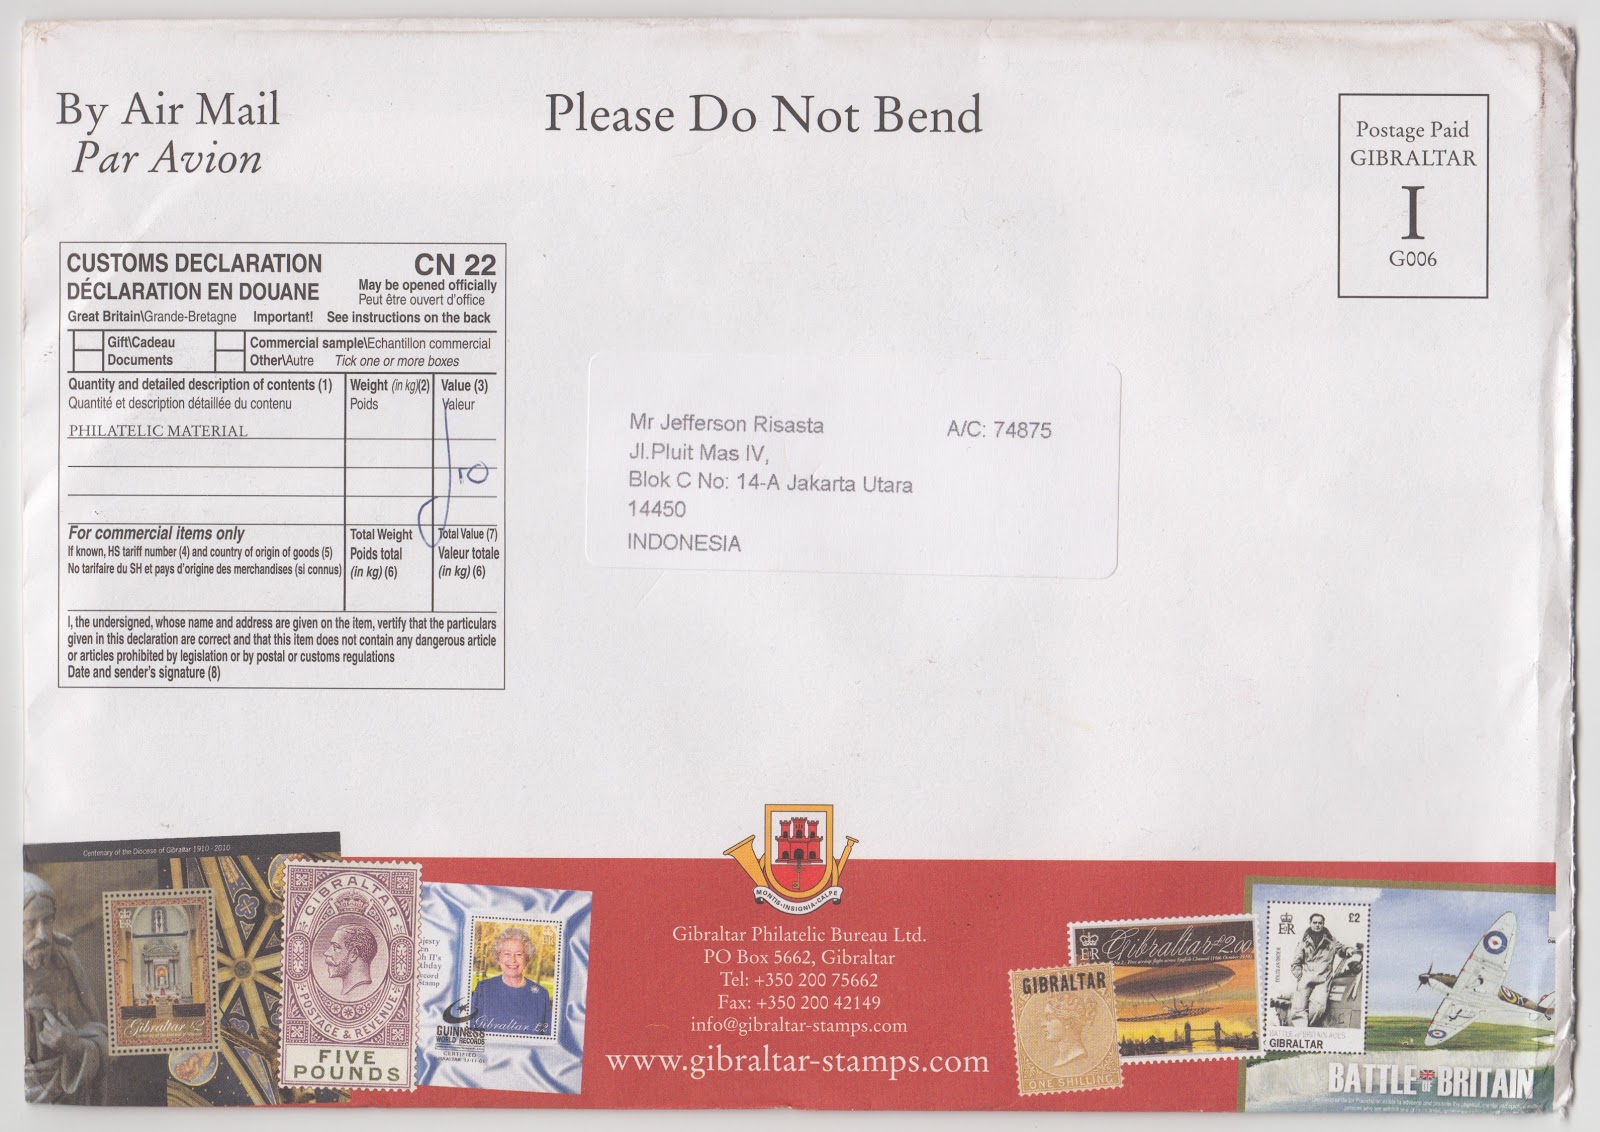 By Air Mail
Par Avion
Please Do Not Bend
Postage Paid
GIBRALTAR
I
G006
CUSTOMS DECLARATION
DÉCLARATION EN DOUANE
CN 22
May be opened officially
Peut être ouvert d'office
Great Britain\Grande-Bretagne Important! See instructions on the back
Gift\Cadeau
Documents
Commercial sample\Echantillon commercial
Other\Autre Tick one or more boxes
Quantity and detailed description of contents (1)
Quantité et description détaillée du contenu
Weight (in kg)(2)
Poids
Value (3)
Valeur
PHILATELIC MATERIAL
10
For commercial items only
If known, HS tariff number (4) and country of origin of goods (5)
No tarifaire du SH et pays d'origine des merchandises (si connus)
Total Weight
Poids total
(in kg) (6)
Total Value (7)
Valeur totale
(in kg) (6)
I, the undersigned, whose name and address are given on the item, vertify that the particulars
given in this declaration are correct and that this item does not contain any dangerous article
or articles prohibited by legislation or by postal or customs regulations
Date and sender's signature (8)
Mr Jefferson Risasta A/C: 74875
Jl.Pluit Mas IV,
Blok C No: 14-A Jakarta Utara
14450
INDONESIA
Centenary of the Diocese of Gibraltar 1910 - 2010
Gibraltar £2
GIBRALTAR
POSTAGE & REVENUE
FIVE
POUNDS
GUINNESS
WORLD RECORDS
CERTIFIED
Gibraltar £2
MONTIS·INSIGNIA·CALPE
Gibraltar Philatelic Bureau Ltd.
PO Box 5662, Gibraltar
Tel: +350 200 75662
Fax: +350 200 42149
info@gibraltar-stamps.com
www.gibraltar-stamps.com
GIBRALTAR
ONE SHILLING
ER
Gibraltar £2.00
ER
£2
BATTLE of BRITAIN ACES
GIBRALTAR
BATTLE OF BRITAIN